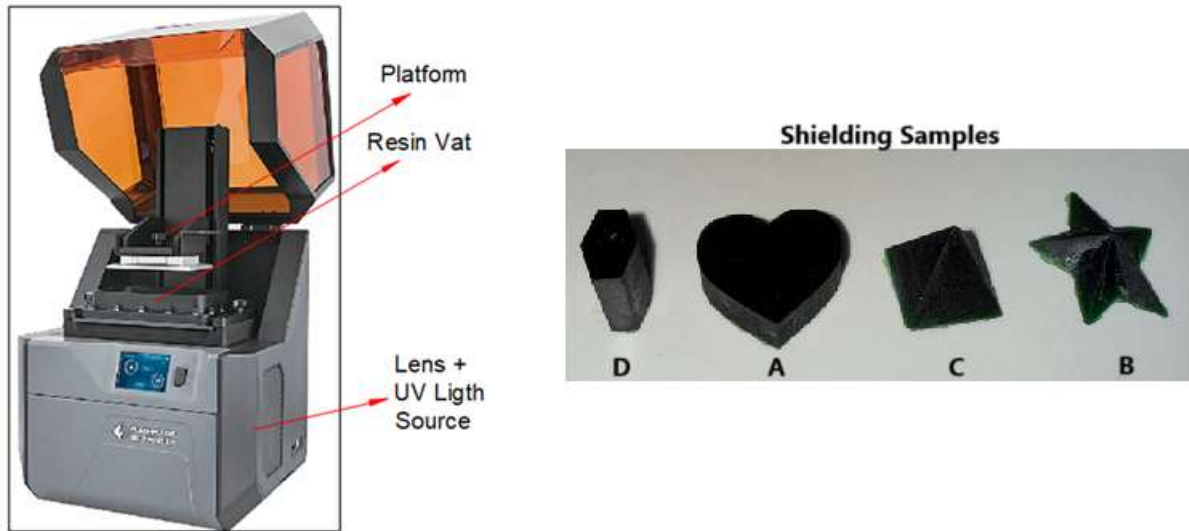 Platform
Resin Vat
Lens +
UV Ligth
Source
Shielding Samples
D
A
C
B